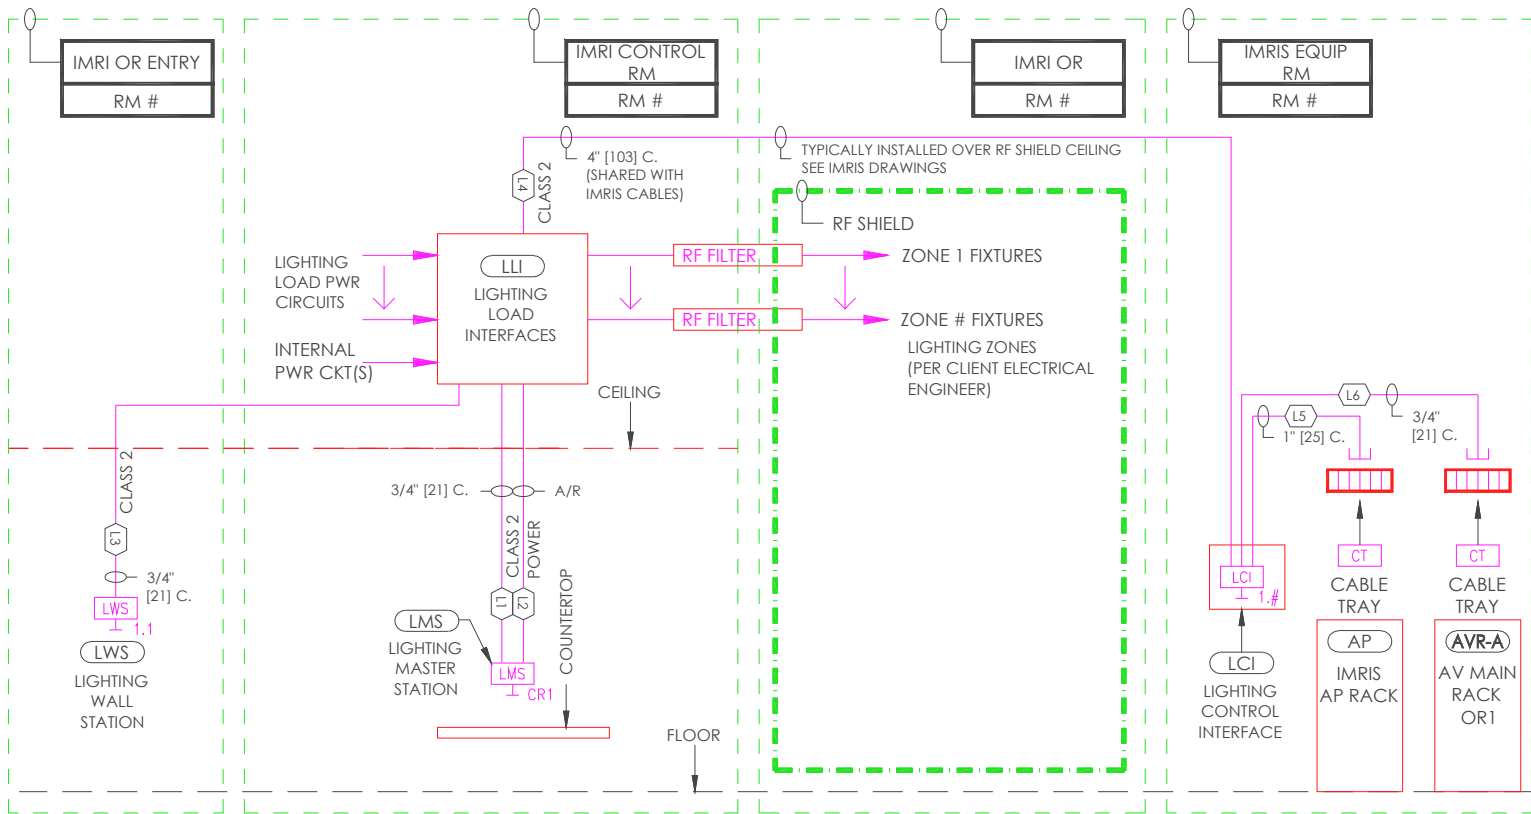 IMRI OR ENTRY
RM #
IMRI CONTROL
RM
RM #
IMRI OR
RM #
IMRIS EQUIP
RM
RM #
4" [103] C.
(SHARED WITH
IMRIS CABLES)
L4
CLASS 2
TYPICALLY INSTALLED OVER RF SHIELD CEILING
SEE IMRIS DRAWINGS
RF SHIELD
LIGHTING
LOAD PWR
CIRCUITS
INTERNAL
PWR CKT(S)
LLI
LIGHTING
LOAD
INTERFACES
RF FILTER
ZONE 1 FIXTURES
RF FILTER
ZONE # FIXTURES
LIGHTING ZONES
(PER CLIENT ELECTRICAL
ENGINEER)
CEILING
CLASS 2
L3
3/4"
[21] C.
LWS
1.1
LWS
LIGHTING
WALL
STATION
3/4" [21] C.
A/R
CLASS 2
POWER
L1
L2
LMS
LIGHTING
MASTER
STATION
LMS
CR1
COUNTERTOP
FLOOR
L6
3/4"
[21] C.
L5
1" [25] C.
LCI
1.#
LCI
LIGHTING
CONTROL
INTERFACE
CT
CABLE
TRAY
AP
IMRIS
AP RACK
CT
CABLE
TRAY
AVR-A
AV MAIN
RACK
OR1